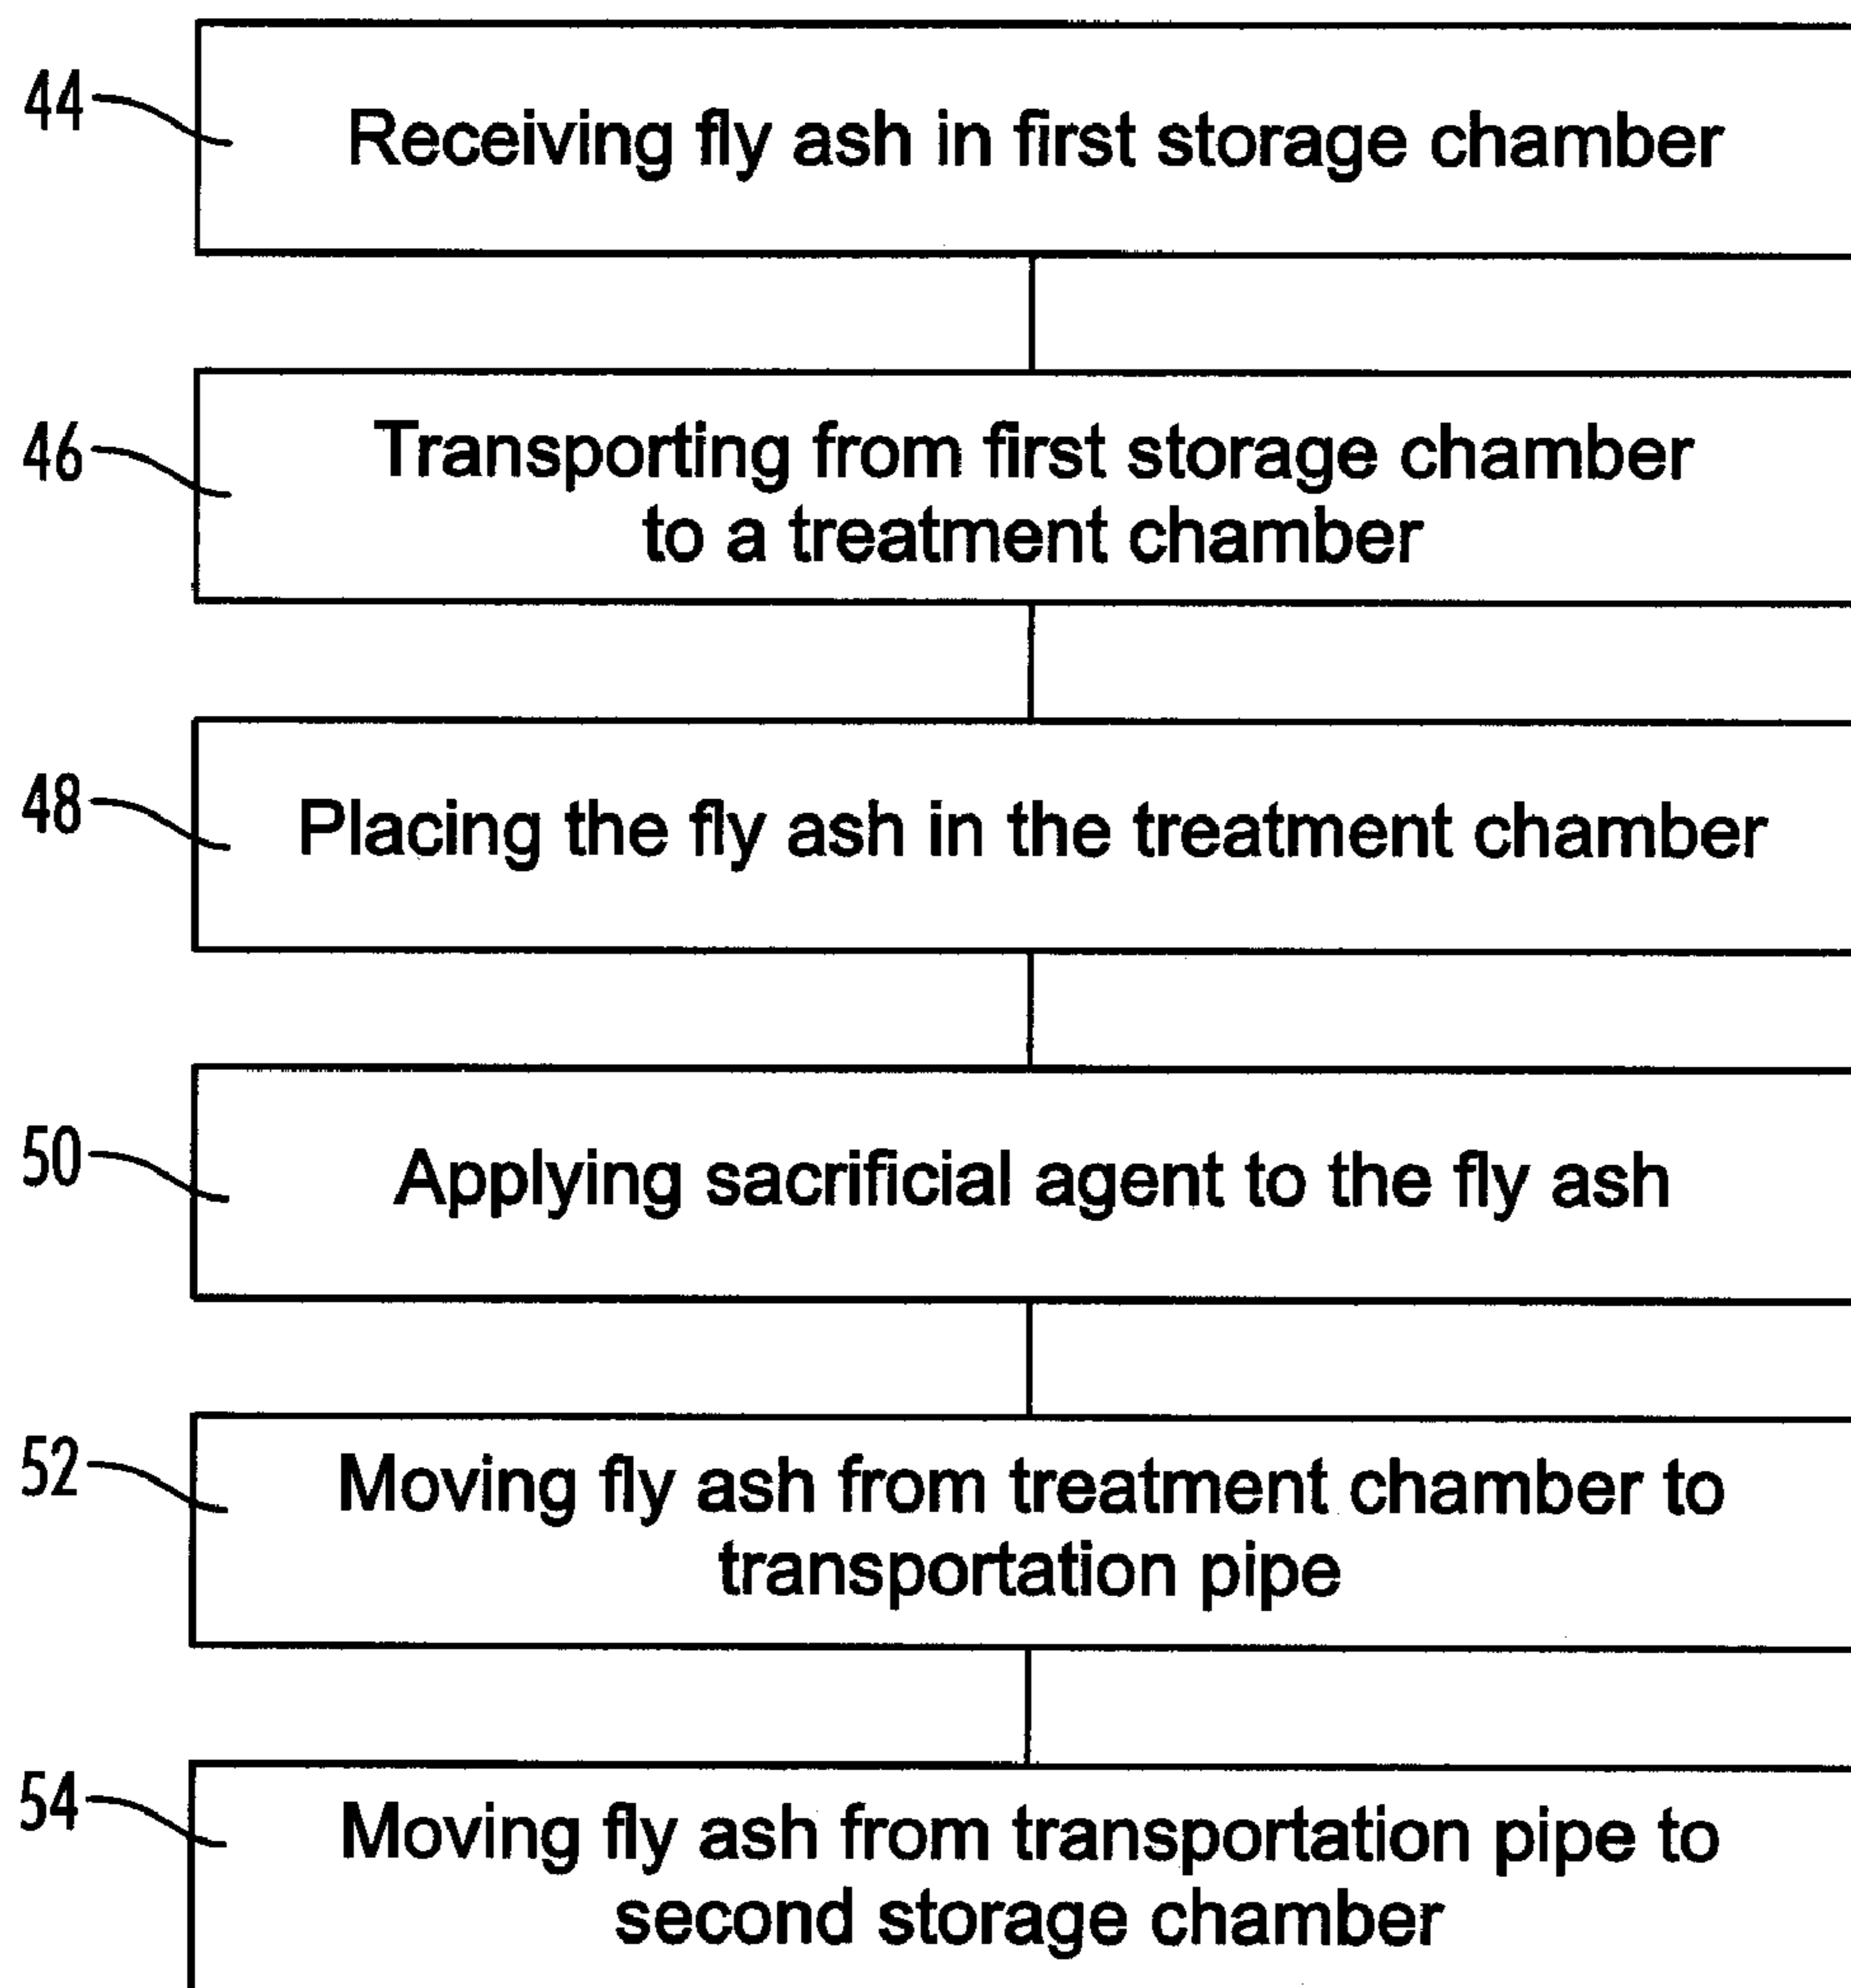 44
Receiving fly ash in first storage chamber
46
Transporting from first storage chamber
to a treatment chamber
48
Placing the fly ash in the treatment chamber
50
Applying sacrificial agent to the fly ash
52
Moving fly ash from treatment chamber to
transportation pipe
54
Moving fly ash from transportation pipe to
second storage chamber